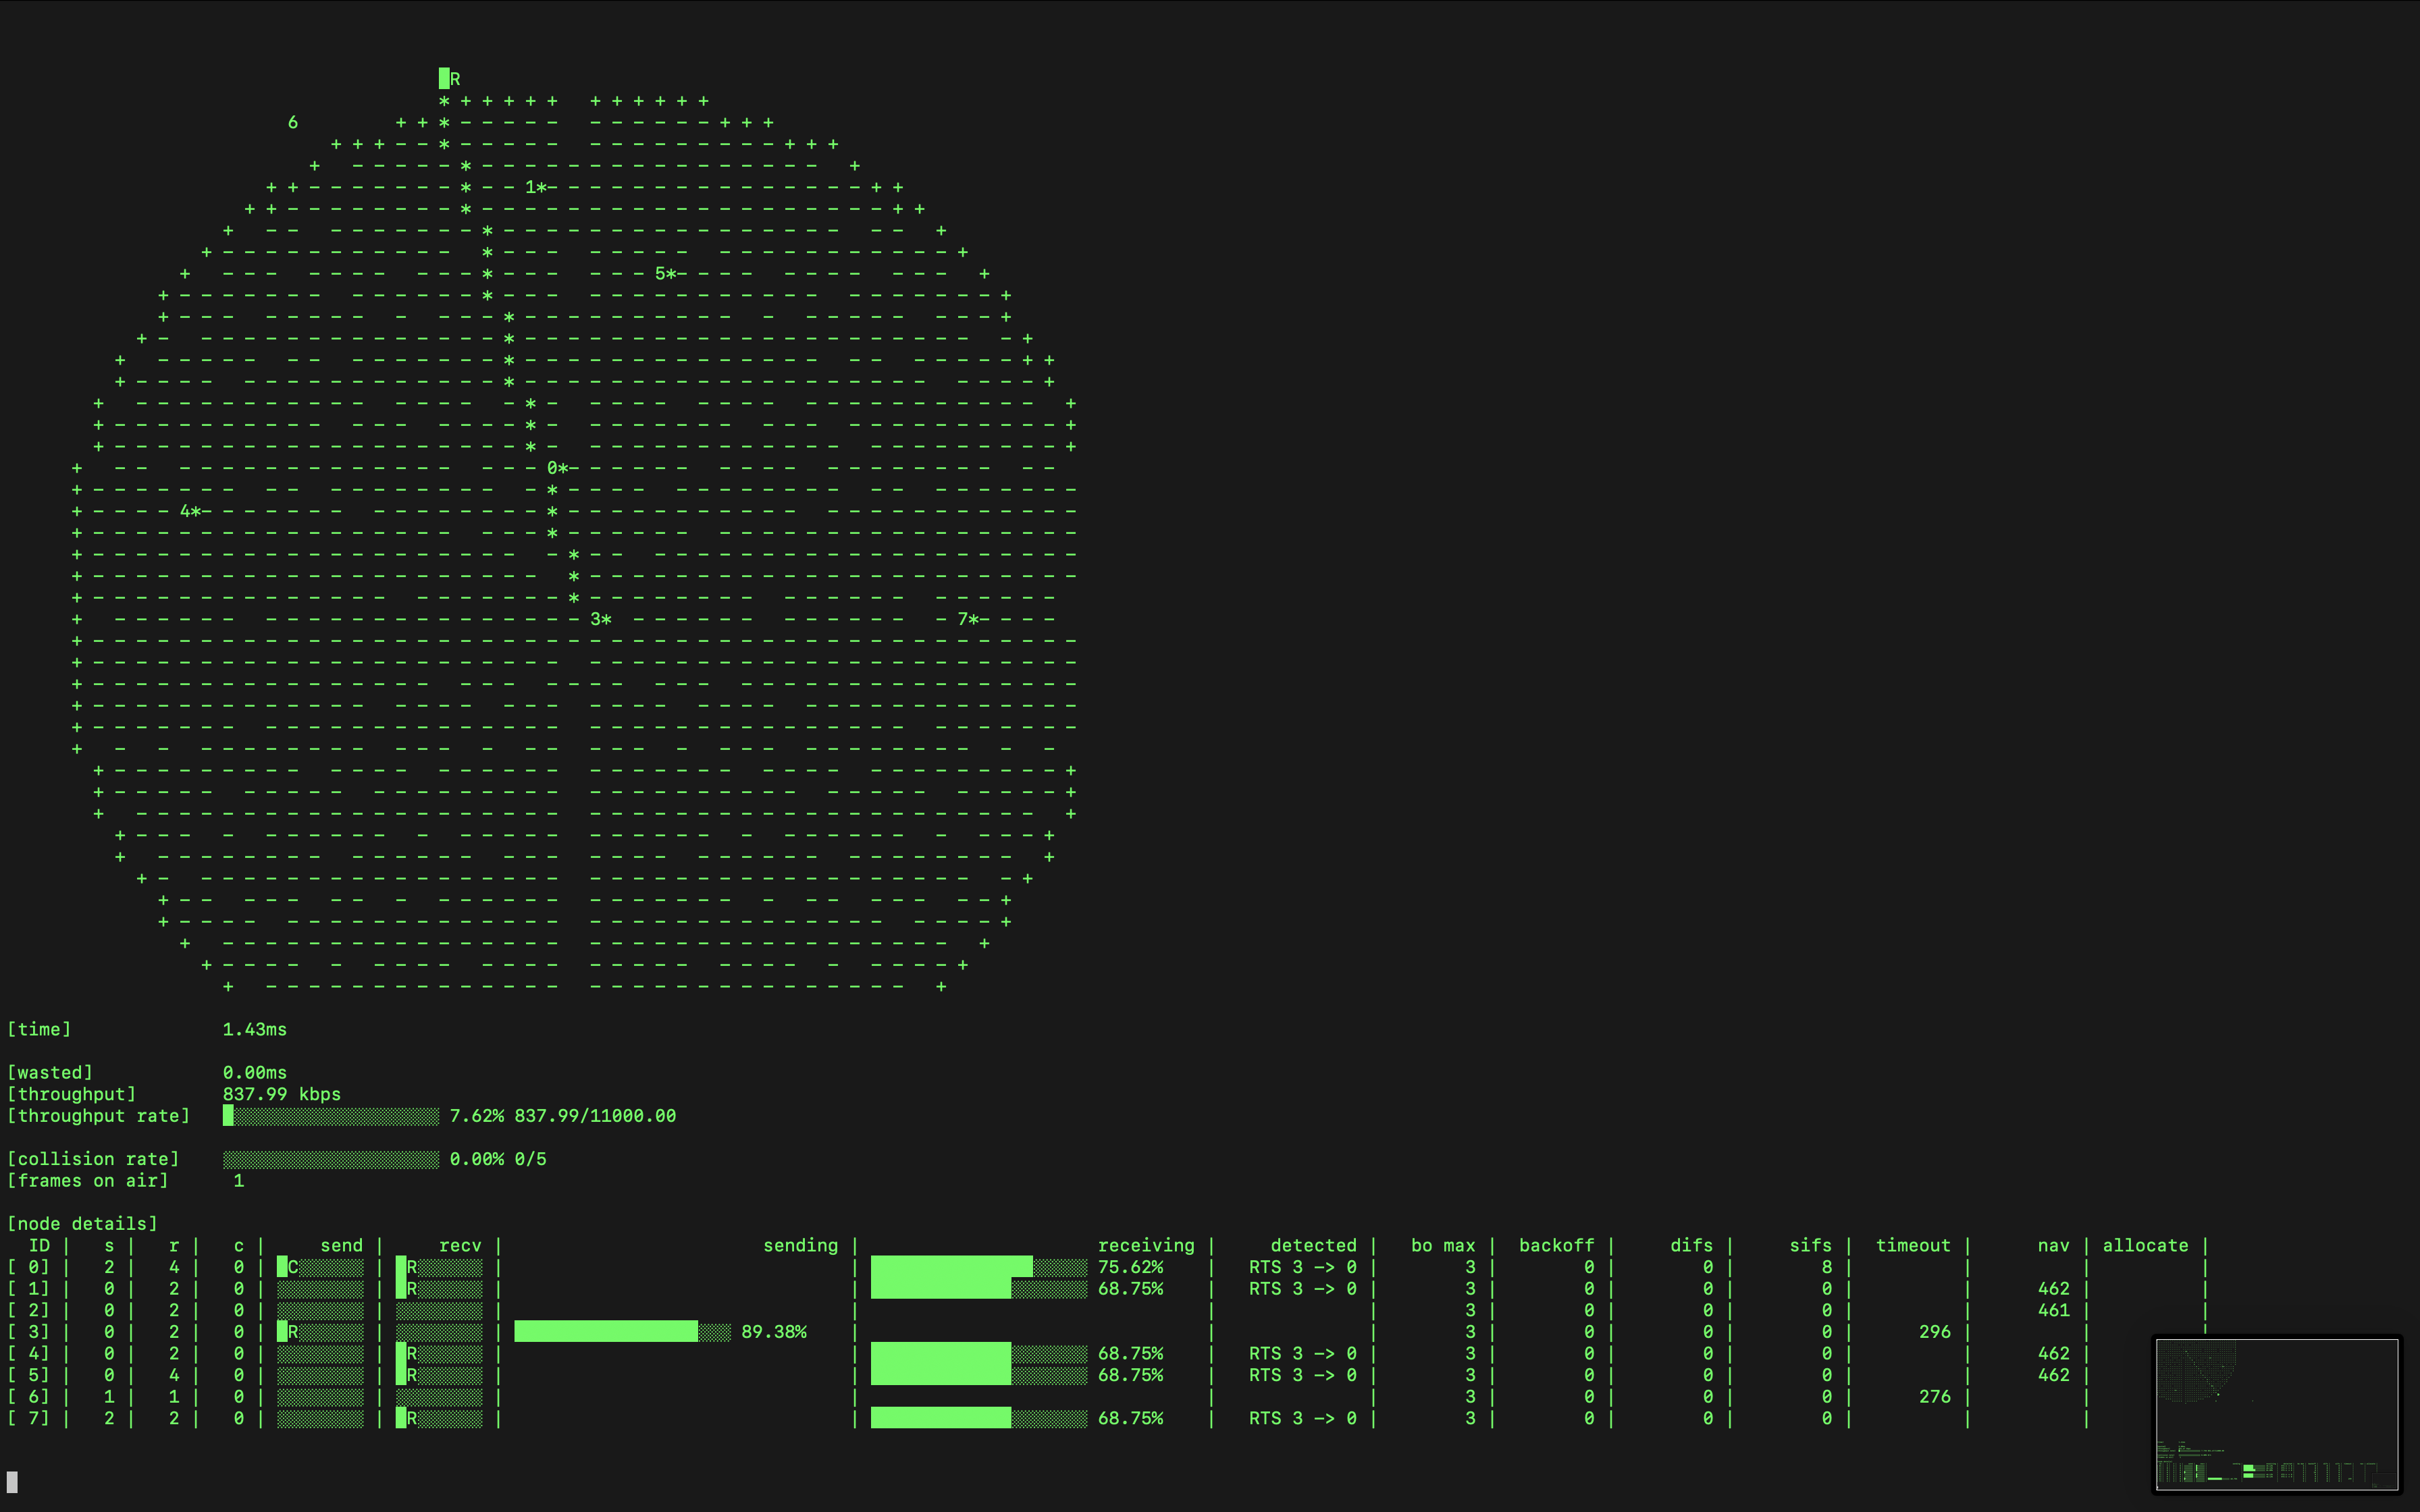 R
6
1*
5*
0*
4*
3* 7*
[time] 1.43ms
[wasted] 0.00ms
[throughput] 837.99 kbps
[throughput rate] 7.62% 837.99/11000.00
[collision rate] 0.00% 0/5
[frames on air] 1
[node details]
ID | s | r | c | send | recv | sending | receiving | detected | bo max | backoff | difs | sifs | timeout | nav | allocate |
[ 0] | 2 | 4 | 0 | C | R | | 75.62% | RTS 3 -> 0 | 3 | 0 | 0 | 8 | | | |
[ 1] | 0 | 2 | 0 | | R | | 68.75% | RTS 3 -> 0 | 3 | 0 | 0 | 0 | | 462 | |
[ 2] | 0 | 2 | 0 | | | | | | 3 | 0 | 0 | 0 | | 461 | |
[ 3] | 0 | 2 | 0 | R | | 89.38% | | | 3 | 0 | 0 | 0 | 296 | | |
[ 4] | 0 | 2 | 0 | | R | | 68.75% | RTS 3 -> 0 | 3 | 0 | 0 | 0 | | 462 |
[ 5] | 0 | 4 | 0 | | R | | 68.75% | RTS 3 -> 0 | 3 | 0 | 0 | 0 | | 462 |
[ 6] | 1 | 1 | 0 | | | | | | 3 | 0 | 0 | 0 | 276 | |
[ 7] | 2 | 2 | 0 | | R | | 68.75% | RTS 3 -> 0 | 3 | 0 | 0 | 0 | | |